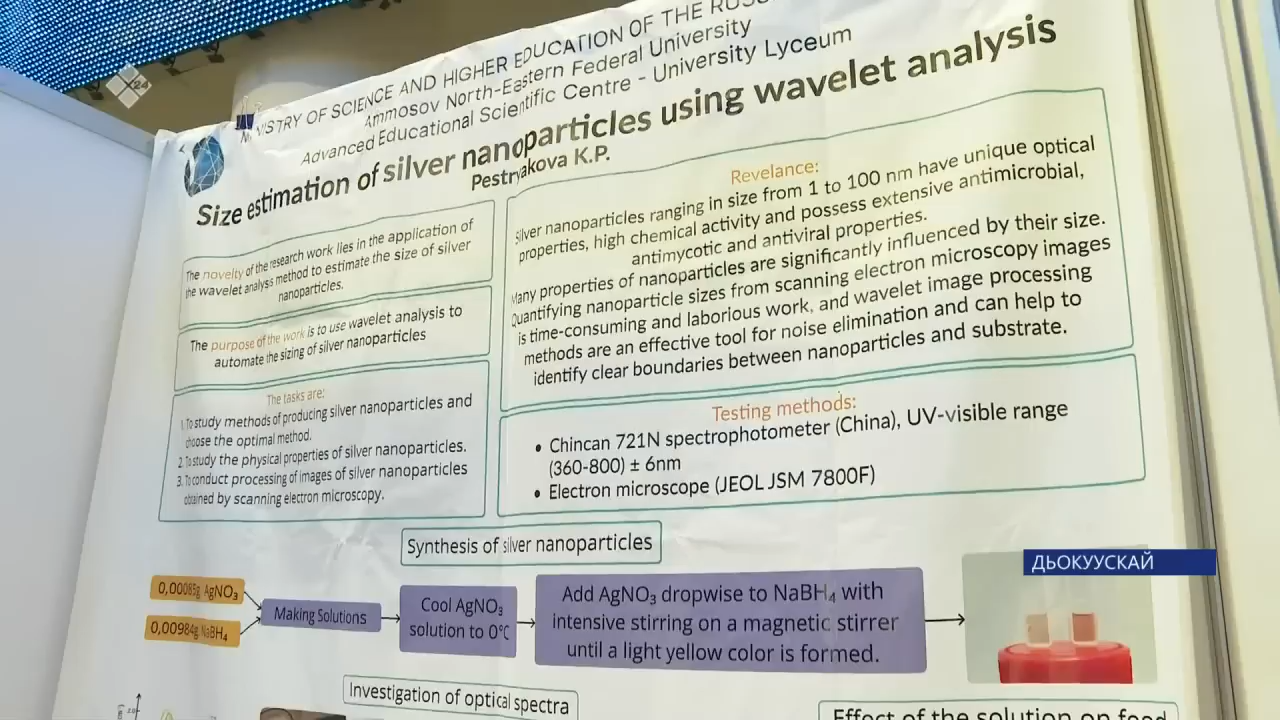 X24
MINISTRY OF SCIENCE AND HIGHER EDUCATION OF THE
Ammosov North-Eastern Federal University
Advanced Educational Scientific Centre - University Lyceum
Size estimation of silver nanoparticles using wavelet analysis
Pestryakova K.P.
The novelty of the research work lies in the application of
the wavelet analysis method to estimate the size of silver
nanoparticles.
The purpose of the work is to use wavelet analysis to
automate the sizing of silver nanoparticles
The tasks are:
1. To study methods of producing silver nanoparticles and
choose the optimal method.
2. To study the physical properties of silver nanoparticles.
3. To conduct processing of images of silver nanoparticles
obtained by scanning electron microscopy.
Revelance:
Silver nanoparticles ranging in size from 1 to 100 nm have unique optical
properties, high chemical activity and possess extensive antimicrobial,
antimycotic and antiviral properties.
Many properties of nanoparticles are significantly influenced by their size.
Quantifying nanoparticle sizes from scanning electron microscopy images
is time-consuming and laborious work, and wavelet image processing
methods are an effective tool for noise elimination and can help to
identify clear boundaries between nanoparticles and substrate.
Testing methods:
• Chincan 721N spectrophotometer (China), UV-visible range
(360-800) ± 6nm
• Electron microscope (JEOL JSM 7800F)
Synthesis of silver nanoparticles
0,00085g AgNO₃
0,00984g NaBH₄
Making Solutions
Cool AgNO₃
solution to 0°C
Add AgNO₃ dropwise to NaBH₄ with
intensive stirring on a magnetic stirrer
until a light yellow color is formed.
ДЬОКУУСКАЙ
Investigation of optical spectra
Effect of the solution on food